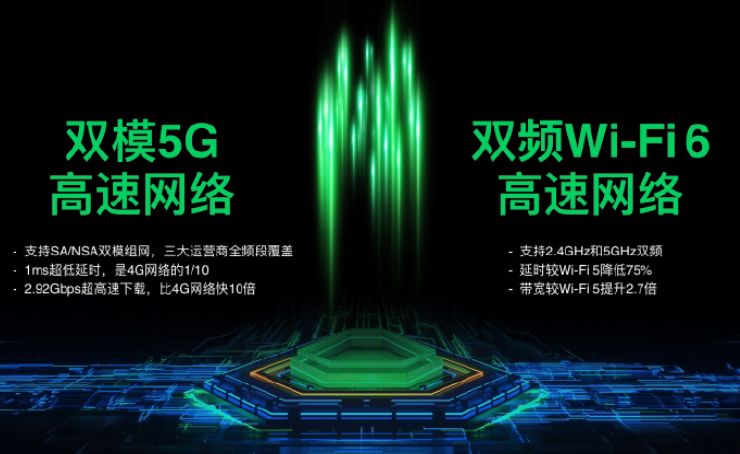 双模5G
高速网络
- 支持SA/NSA双模组网，三大运营商全频段覆盖
- 1ms超低延时，是4G网络的1/10
- 2.92Gbps超高速下载，比4G网络快10倍
双频Wi-Fi 6
高速网络
- 支持2.4GHz和5GHz双频
- 延时较Wi-Fi 5降低75%
- 带宽较Wi-Fi 5提升2.7倍